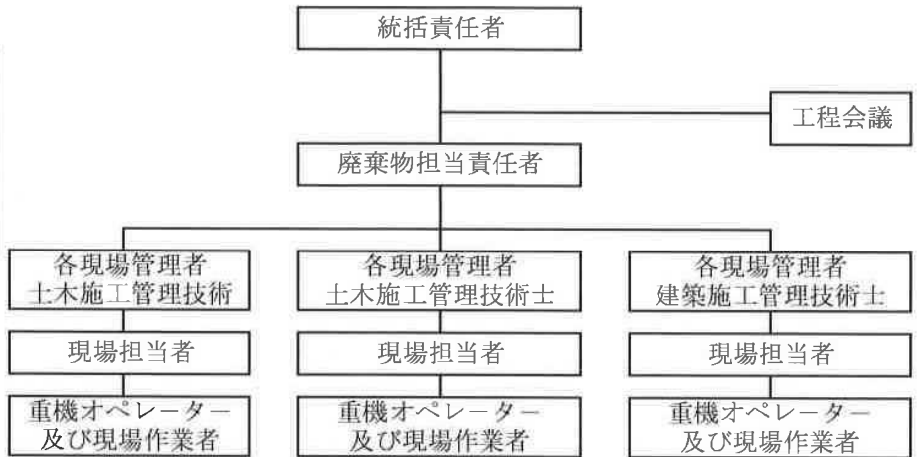 統括責任者
工程会議
廃棄物担当責任者
各現場管理者
土木施工管理技術
各現場管理者
土木施工管理技術士
各現場管理者
建築施工管理技術士
現場担当者
現場担当者
現場担当者
重機オペレーター
及び現場作業者
重機オペレーター
及び現場作業者
重機オペレーター
及び現場作業者